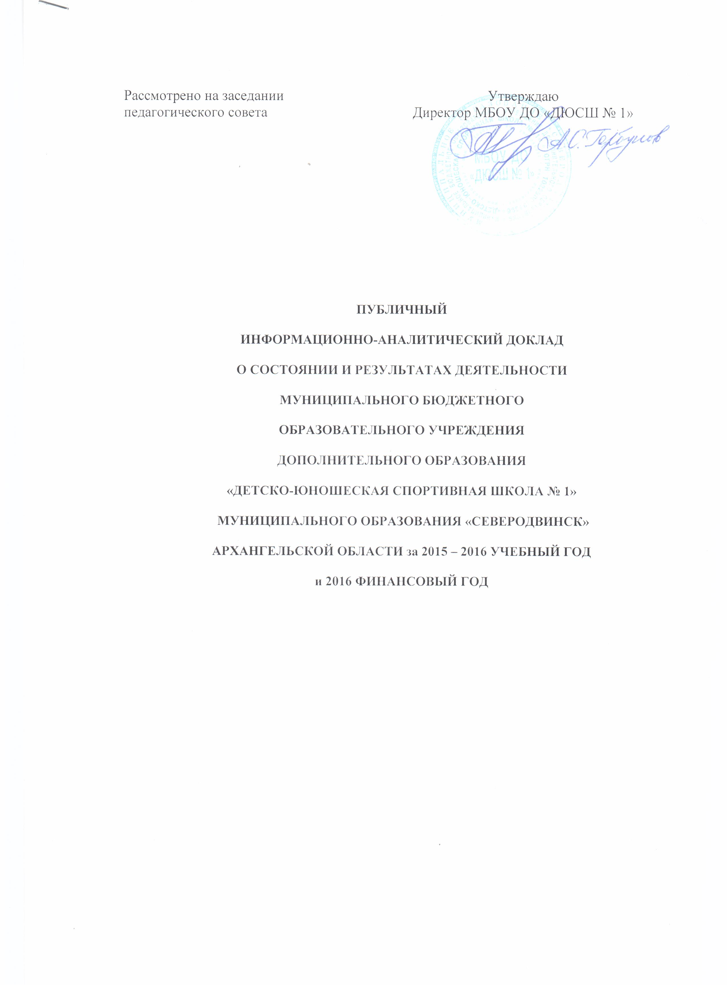 Рассмотрено на заседании
педагогического совета
Утверждаю
Директор МБОУ ДО «ДЮСШ № 1»
А.С. Горбунов
МБОУ ДО
«ДЮСШ № 1»
ПУБЛИЧНЫЙ
ИНФОРМАЦИОННО-АНАЛИТИЧЕСКИЙ ДОКЛАД
О СОСТОЯНИИ И РЕЗУЛЬТАТАХ ДЕЯТЕЛЬНОСТИ
МУНИЦИПАЛЬНОГО БЮДЖЕТНОГО
ОБРАЗОВАТЕЛЬНОГО УЧРЕЖДЕНИЯ
ДОПОЛНИТЕЛЬНОГО ОБРАЗОВАНИЯ
«ДЕТСКО-ЮНОШЕСКАЯ СПОРТИВНАЯ ШКОЛА № 1»
МУНИЦИПАЛЬНОГО ОБРАЗОВАНИЯ «СЕВЕРОДВИНСК»
АРХАНГЕЛЬСКОЙ ОБЛАСТИ за 2015 – 2016 УЧЕБНЫЙ ГОД
и 2016 ФИНАНСОВЫЙ ГОД